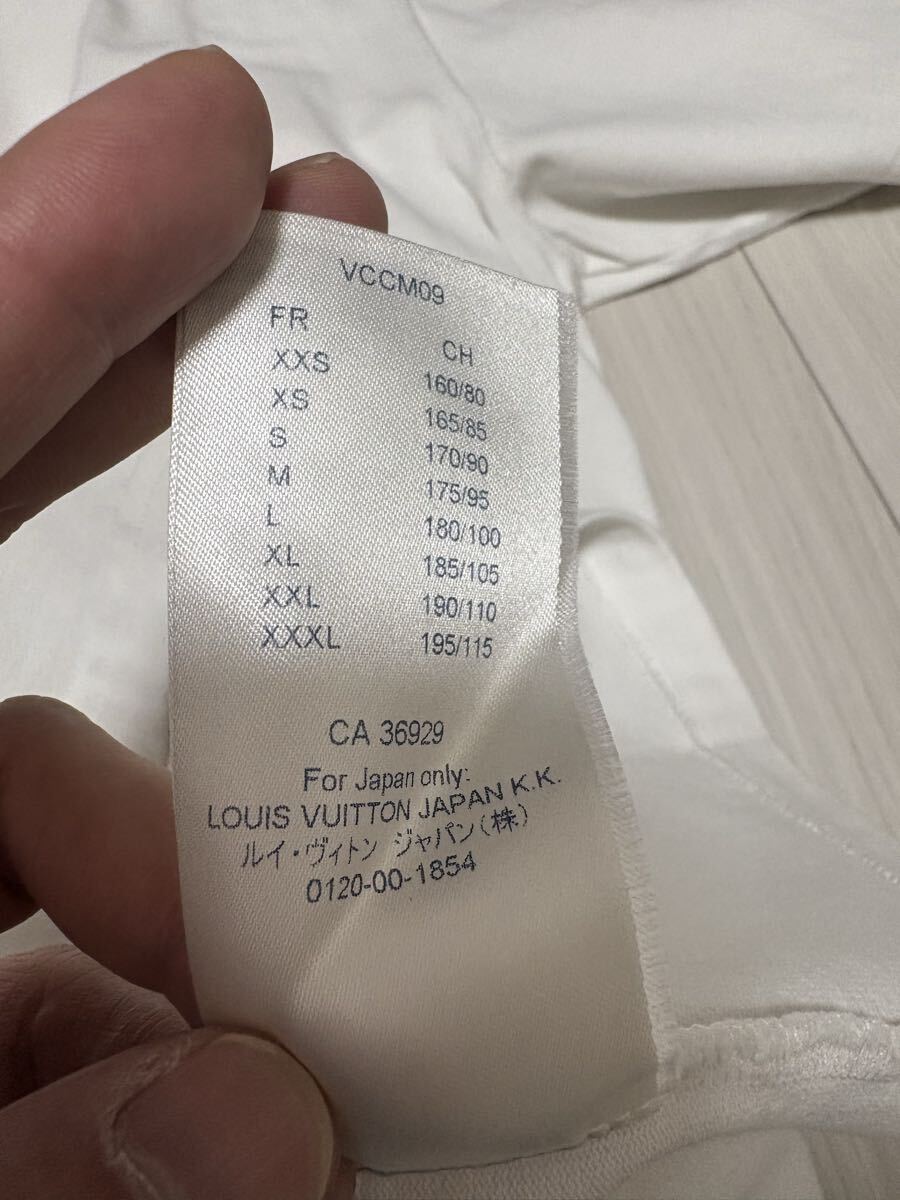 VCCM09
FR CH
XXS 160/80
XS 165/85
S 170/90
M 175/95
L 180/100
XL 185/105
XXL 190/110
XXXL 195/115
CA 36929
For Japan only:
LOUIS VUITTON JAPAN K.K.
ルイ・ヴィトン ジャパン(株)
0120-00-1854